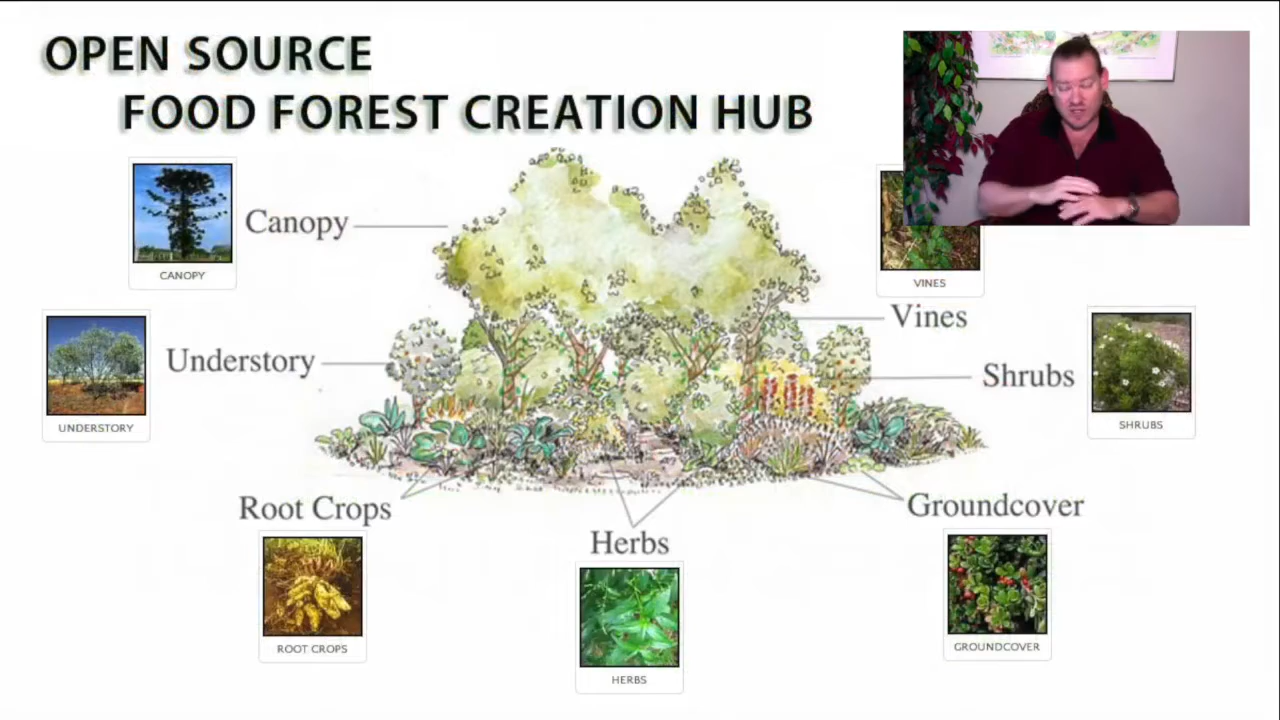 OPEN SOURCE
FOOD FOREST CREATION HUB
Canopy
CANOPY
VINES
Vines
Understory
UNDERSTORY
Shrubs
SHRUBS
Root Crops
ROOT CROPS
Herbs
HERBS
Groundcover
GROUNDCOVER